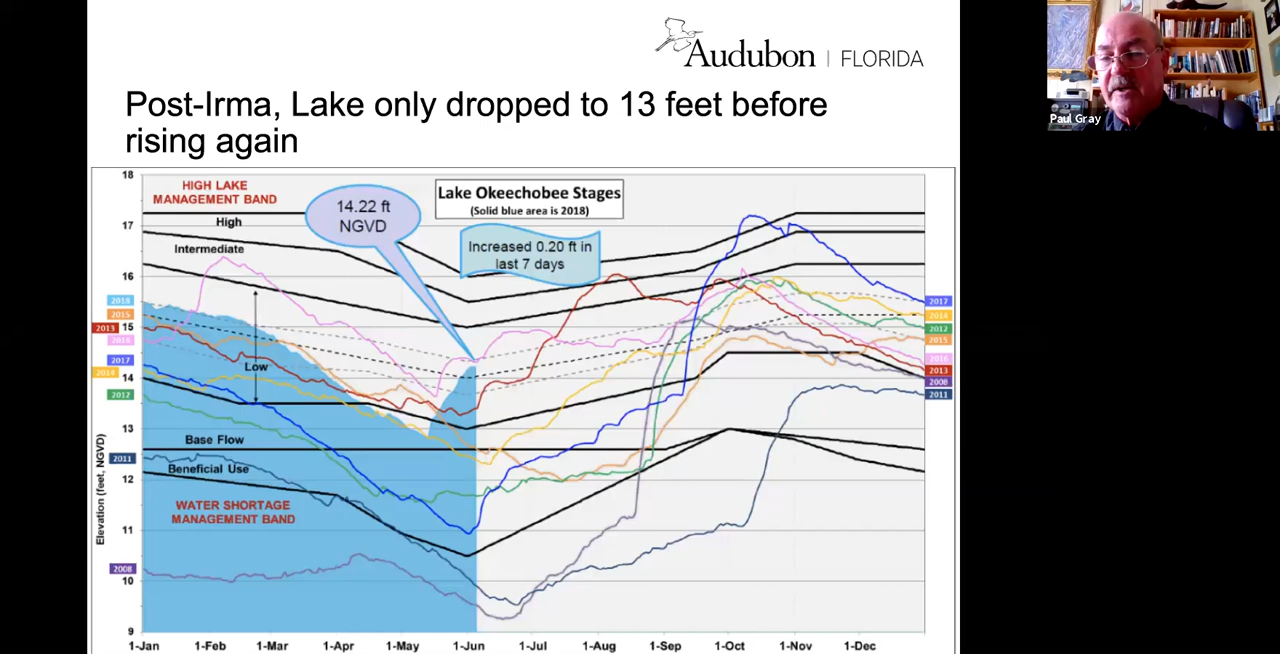 Audubon | FLORIDA
Paul Gray
Post-Irma, Lake only dropped to 13 feet before
rising again
18
HIGH LAKE
MANAGEMENT BAND
14.22 ft
NGVD
Lake Okeechobee Stages
(Solid blue area is 2018)
High
17
Intermediate
Increased 0.20 ft in
last 7 days
16
2018
2015
2013
15
2016
2017
2014
14
2012
Low
2017
2014
2012
2015
2016
2013
2008
2011
13
Base Flow
2011
Beneficial Use
12
WATER SHORTAGE
MANAGEMENT BAND
11
2008
10
9
Elevation (feet, NGVD)
1-Jan 1-Feb 1-Mar 1-Apr 1-May 1-Jun 1-Jul 1-Aug 1-Sep 1-Oct 1-Nov 1-Dec